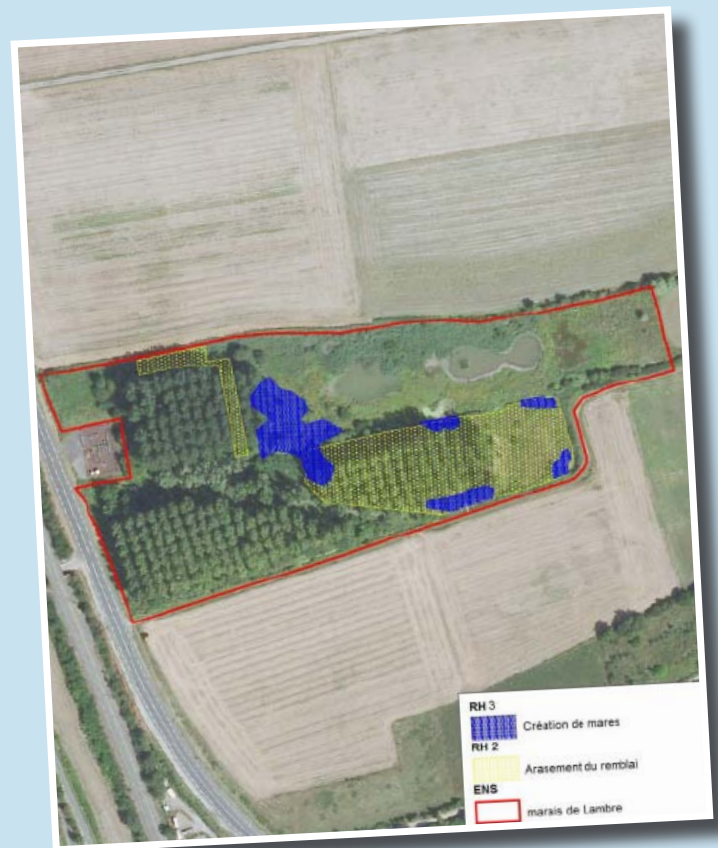 RH 3
Création de mares
RH 2
Arasement du remblai
ENS
marais de Lambre